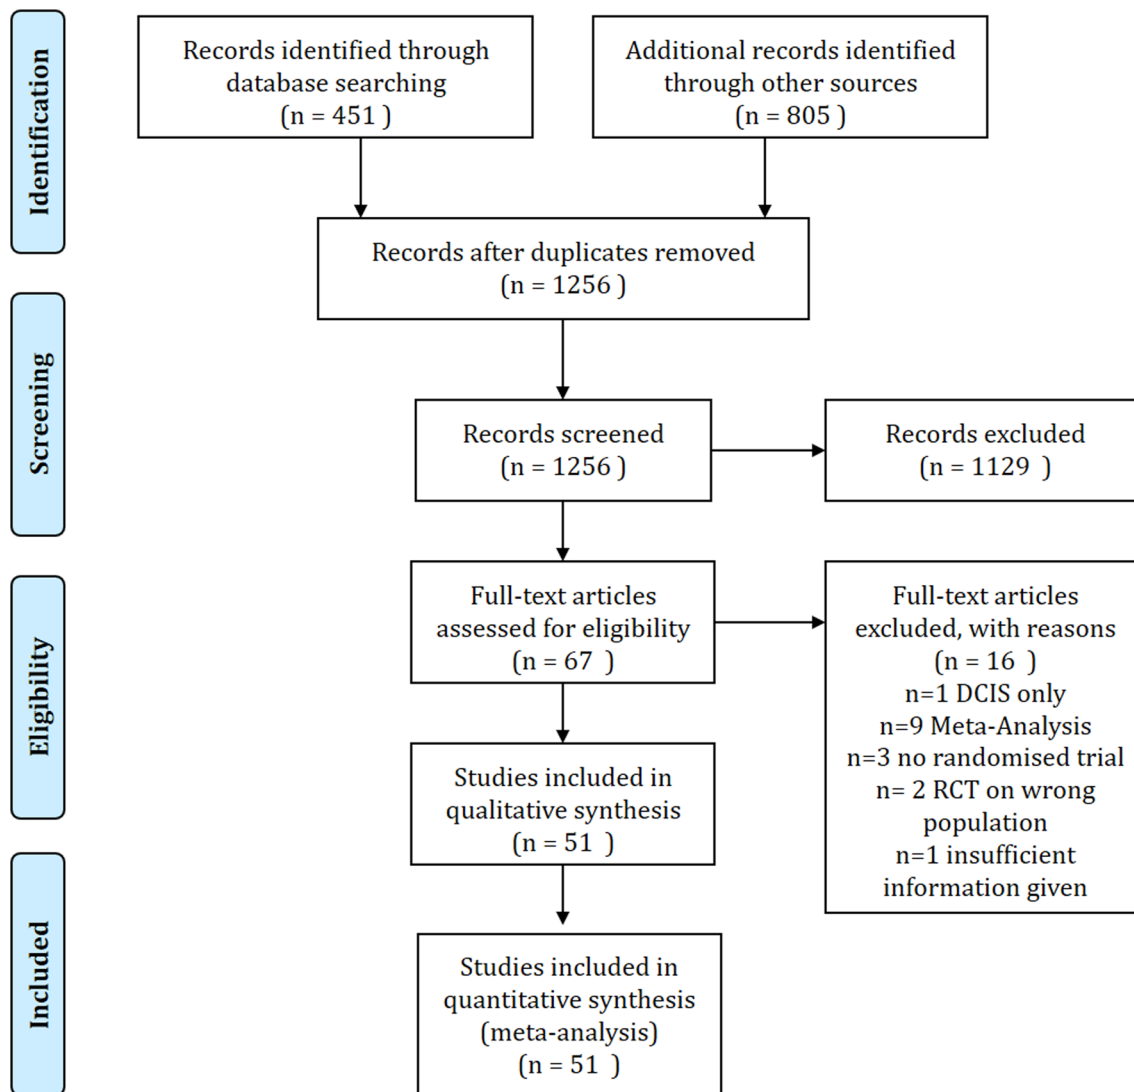 Identification
Records identified through
database searching
(n = 451 )
Additional records identified
through other sources
(n = 805 )
Records after duplicates removed
(n = 1256 )
Screening
Records screened
(n = 1256 )
Records excluded
(n = 1129 )
Eligibility
Full-text articles
assessed for eligibility
(n = 67 )
Full-text articles
excluded, with reasons
(n = 16 )
n=1 DCIS only
n=9 Meta-Analysis
n=3 no randomised trial
n= 2 RCT on wrong
population
n=1 insufficient
information given
Studies included in
qualitative synthesis
(n = 51 )
Included
Studies included in
quantitative synthesis
(meta-analysis)
(n = 51 )